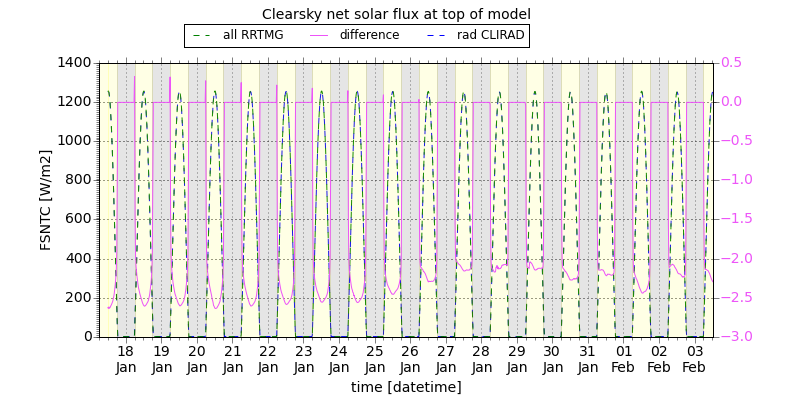 Clearsky net solar flux at top of model
all RRTMG difference rad CLIRAD
1400 0.5
1200 0.0
1000 −0.5
800 −1.0
600 −1.5
400 −2.0
200 −2.5
0 −3.0
FSNTC [W/m2]
18 19 20 21 22 23 24 25 26 27 28 29 30 31 01 02 03
Jan Jan Jan Jan Jan Jan Jan Jan Jan Jan Jan Jan Jan Jan Feb Feb Feb
time [datetime]